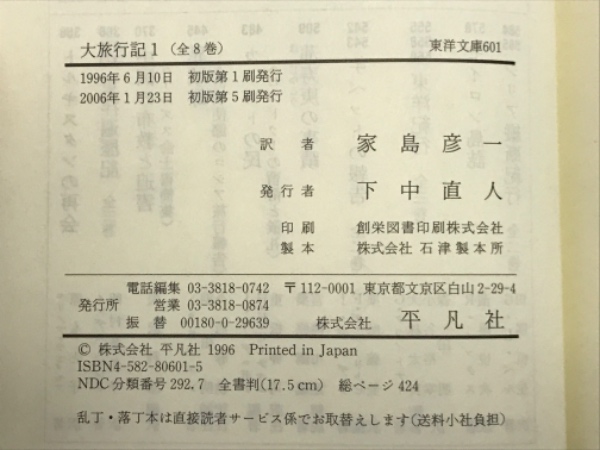 大旅行記1(全8巻) 東洋文庫601
1996年6月10日 初版第1刷発行
2006年1月23日 初版第5刷発行
訳者 家島彦一
発行者 下中直人
印刷 創栄図書印刷株式会社
製本 株式会社 石津製本所
電話編集 03-3818-0742 〒112-0001 東京都文京区白山2-29-4
発行所 営業 03-3818-0874
振替 00180-0-29639 株式会社 平凡社
© 株式会社 平凡社 1996 Printed in Japan
ISBN4-582-80601-5
NDC分類番号292.7 全書判(17.5cm) 総ページ424
乱丁・落丁本は直接読者サービス係でお取替えします(送料小社負担)